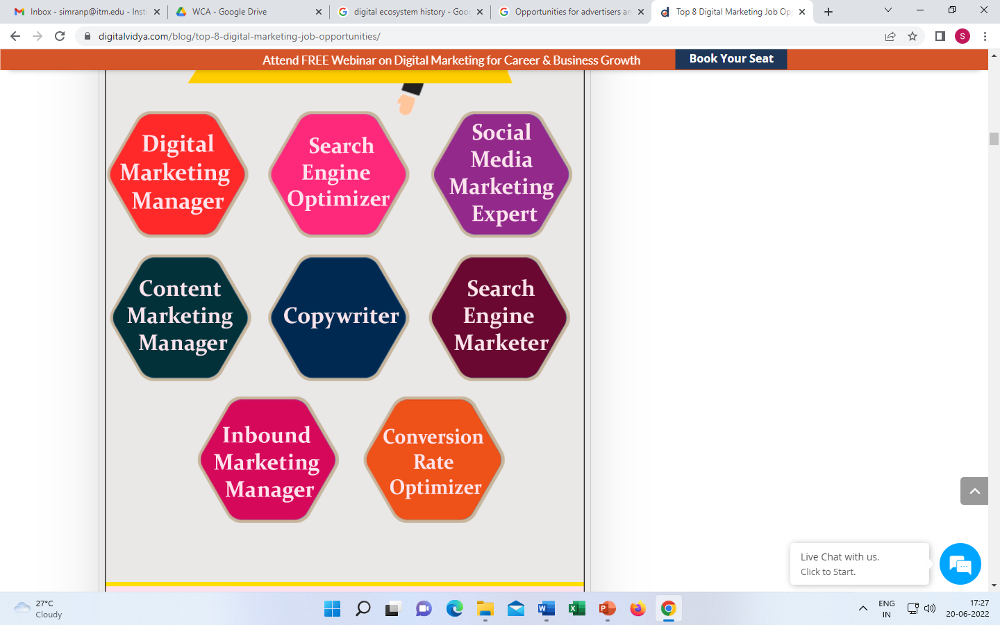 Inbox - simranp@itm.edu - Insti
WCA - Google Drive
digital ecosystem history - Goo
Opportunities for advertisers an
Top 8 Digital Marketing Job Op
digitalvidya.com/blog/top-8-digital-marketing-job-opportunities/
S
Attend FREE Webinar on Digital Marketing for Career & Business Growth
Book Your Seat
Digital
Marketing
Manager
Search
Engine
Optimizer
Social
Media
Marketing
Expert
Content
Marketing
Manager
Copywriter
Search
Engine
Marketer
Inbound
Marketing
Manager
Conversion
Rate
Optimizer
Live Chat with us.
Click to Start.
27°C
Cloudy
ENG
IN
17:27
20-06-2022